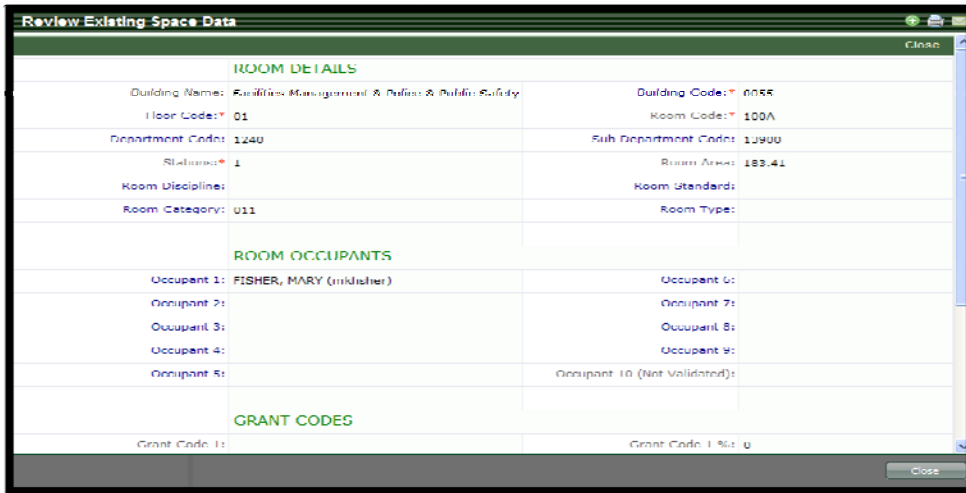 Review Existing Space Data
Close
ROOM DETAILS
Building Name: Facilities Management & Police & Public Safety Building Code:* 0055
Floor Code:* 01 Room Code:* 100A
Department Code: 1240 Sub Department Code: 13900
Stations:* 1 Room Area: 183.41
Room Discipline: Room Standard:
Room Category: 011 Room Type:
ROOM OCCUPANTS
Occupant 1: FISHER, MARY (mkfisher) Occupant 6:
Occupant 2: Occupant 7:
Occupant 3: Occupant 8:
Occupant 4: Occupant 9:
Occupant 5: Occupant 10 (Not Validated):
GRANT CODES
Grant Code 1: Grant Code 1 %: 0
Close